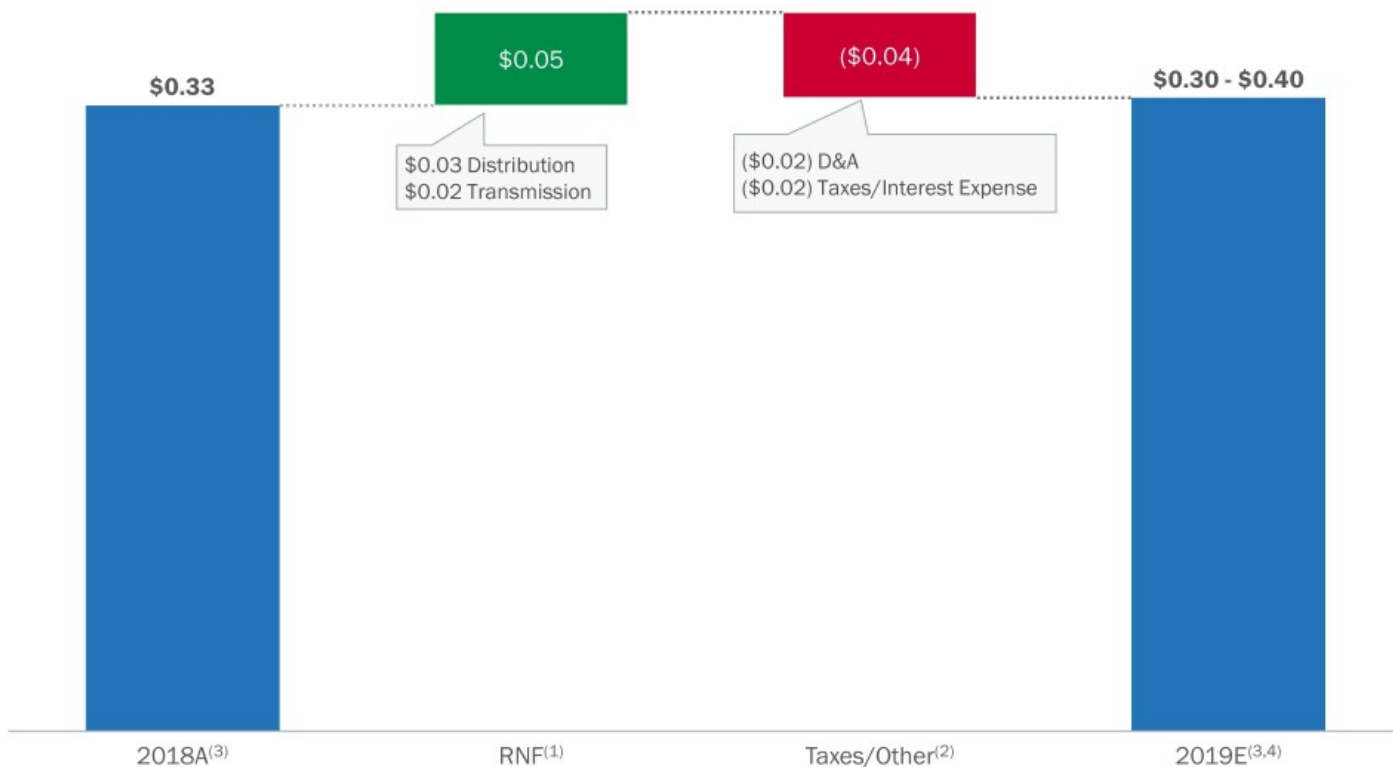 $0.05
($0.04)
$0.33
$0.30 - $0.40
$0.03 Distribution
$0.02 Transmission
($0.02) D&A
($0.02) Taxes/Interest Expense
2018A(3)
RNF(1)
Taxes/Other(2)
2019E(3,4)